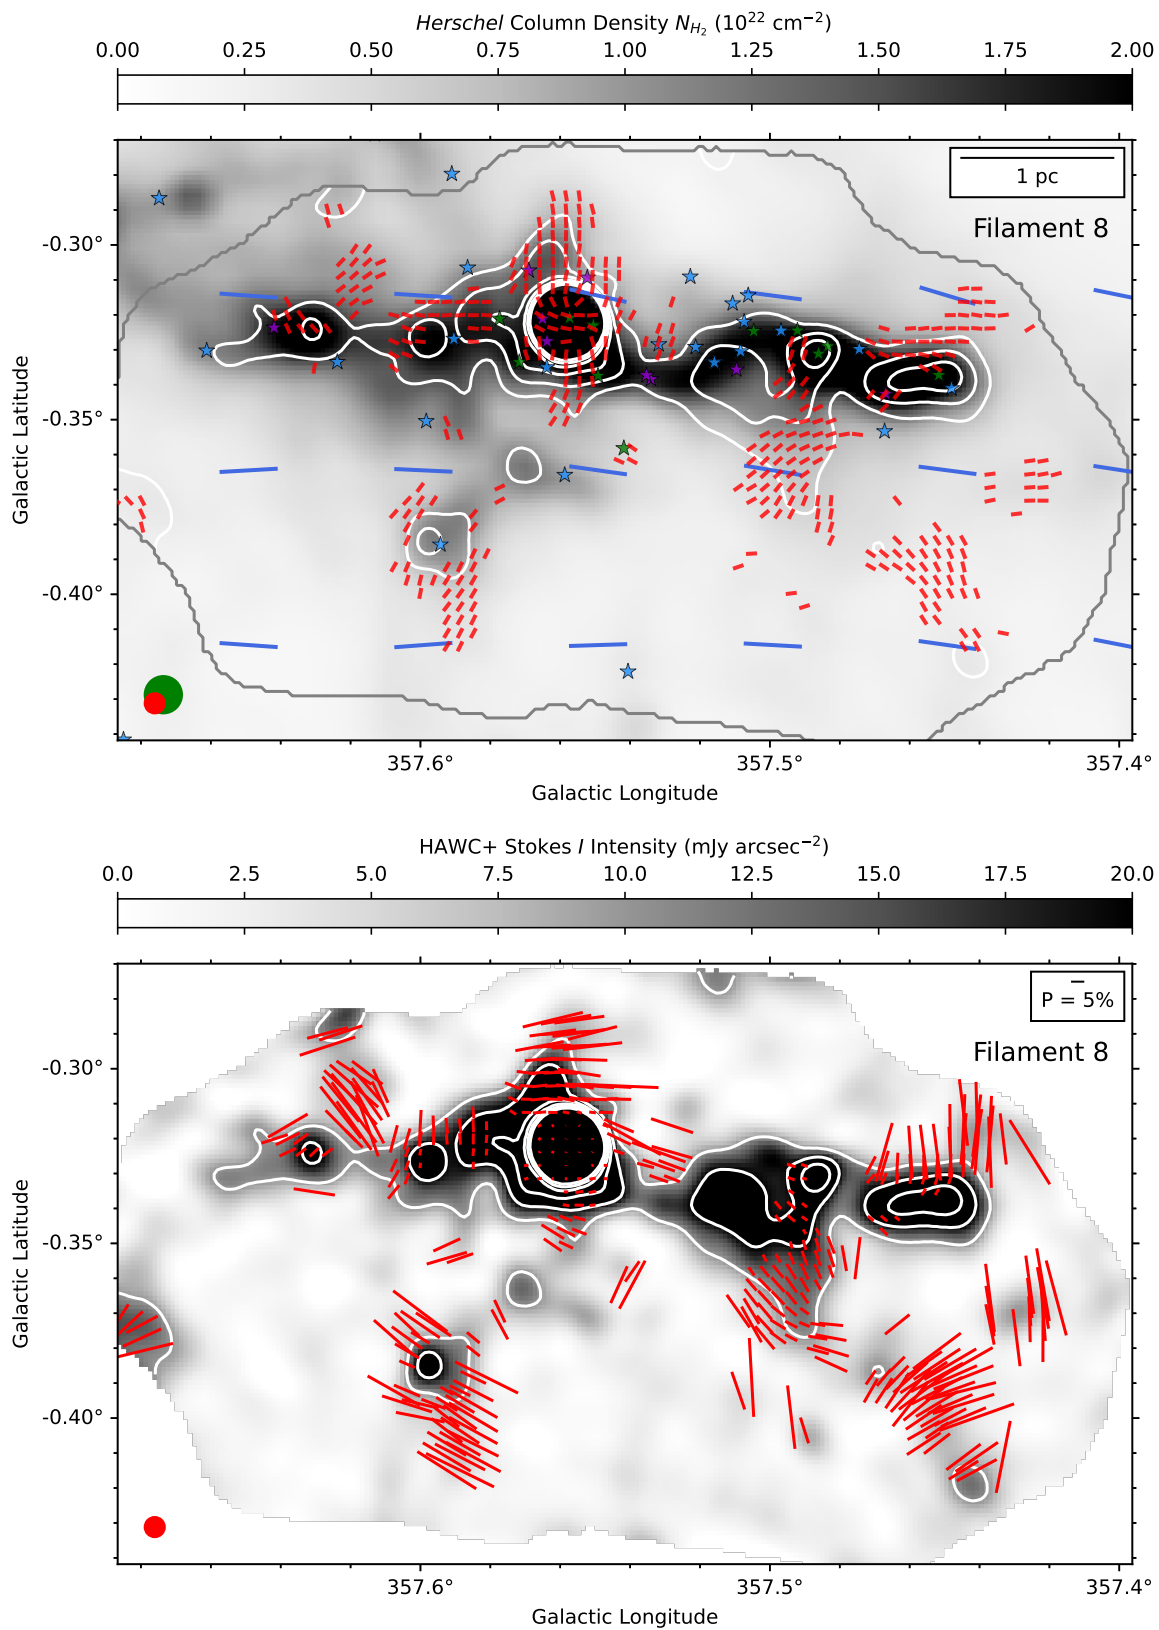 Herschel Column Density N_{H_2} (10^{22} cm^{−2})
0.00 0.25 0.50 0.75 1.00 1.25 1.50 1.75 2.00
1 pc
Filament 8
-0.30°
-0.35°
-0.40°
Galactic Latitude
357.6° 357.5° 357.4°
Galactic Longitude
HAWC+ Stokes I Intensity (mJy arcsec^{−2})
0.0 2.5 5.0 7.5 10.0 12.5 15.0 17.5 20.0
P = 5%
Filament 8
-0.30°
-0.35°
-0.40°
Galactic Latitude
357.6° 357.5° 357.4°
Galactic Longitude